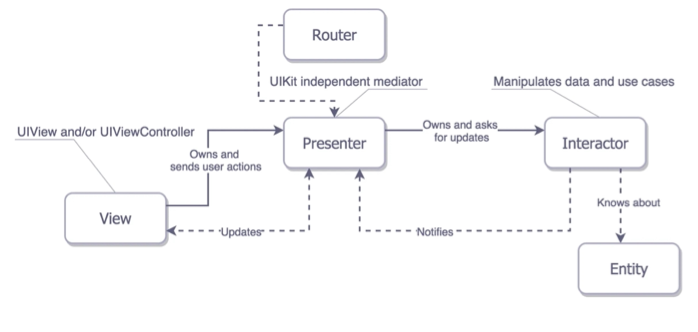 Router
UIKit independent mediator
Manipulates data and use cases
UIView and/or UIViewController
Owns and
sends user actions
Presenter
Owns and asks
for updates
Interactor
View
Updates
Notifies
Knows about
Entity